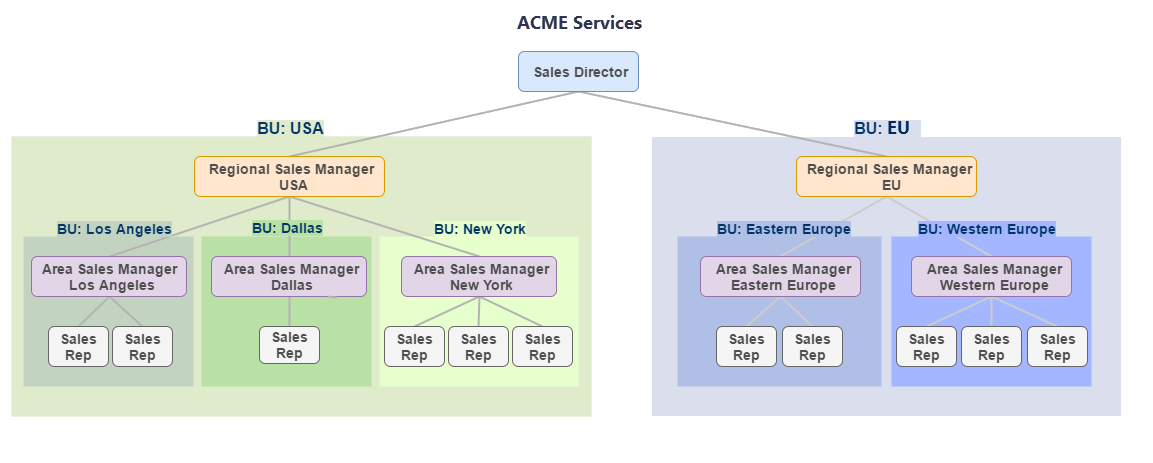 ACME Services
Sales Director
BU: USA
BU: EU
Regional Sales Manager
USA
Regional Sales Manager
EU
BU: Los Angeles
BU: Dallas
BU: New York
BU: Eastern Europe
BU: Western Europe
Area Sales Manager
Los Angeles
Area Sales Manager
Dallas
Area Sales Manager
New York
Area Sales Manager
Eastern Europe
Area Sales Manager
Western Europe
Sales
Rep
Sales
Rep
Sales
Rep
Sales
Rep
Sales
Rep
Sales
Rep
Sales
Rep
Sales
Rep
Sales
Rep
Sales
Rep
Sales
Rep